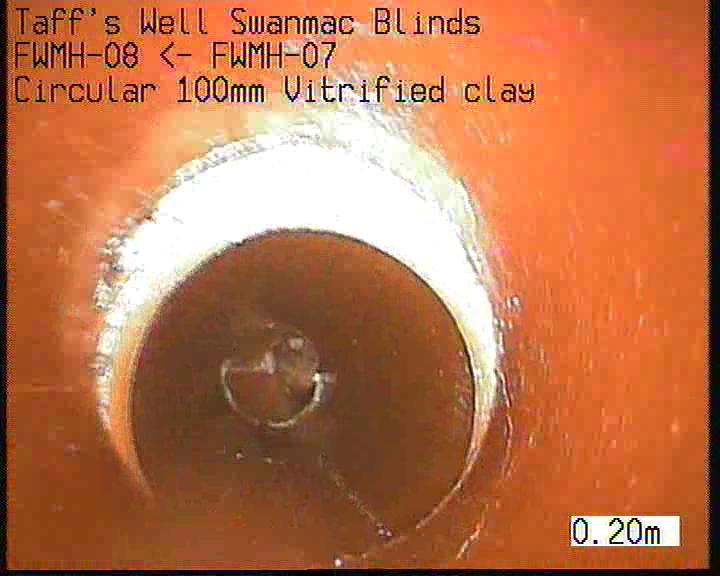 Taff's Well Swanmac Blinds
FWMH-08 <- FWMH-07
Circular 100mm Vitrified clay
0.20m